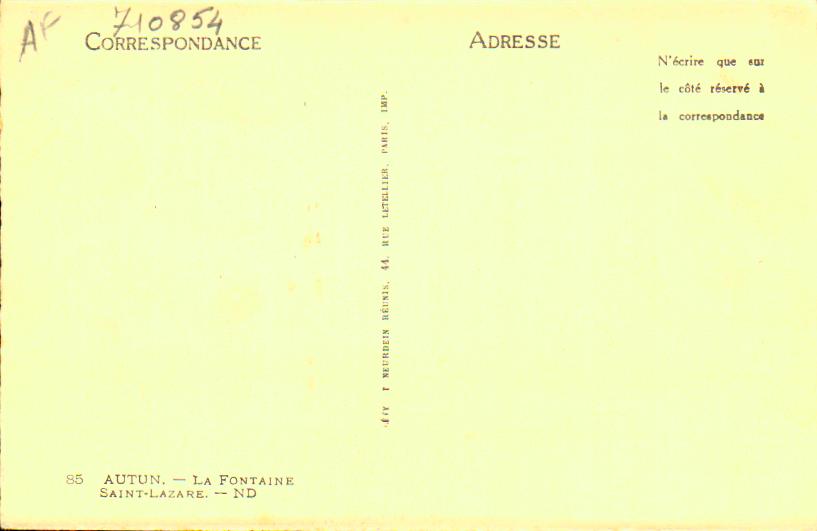 AF 710854
CORRESPONDANCE
ADRESSE
N'écrire que sur
le côté réservé à
la correspondance
NEURDEIN RÉUNIS, 44, RUE LETELLIER, PARIS, IMP.
85 AUTUN. — LA FONTAINE
SAINT-LAZARE. — ND